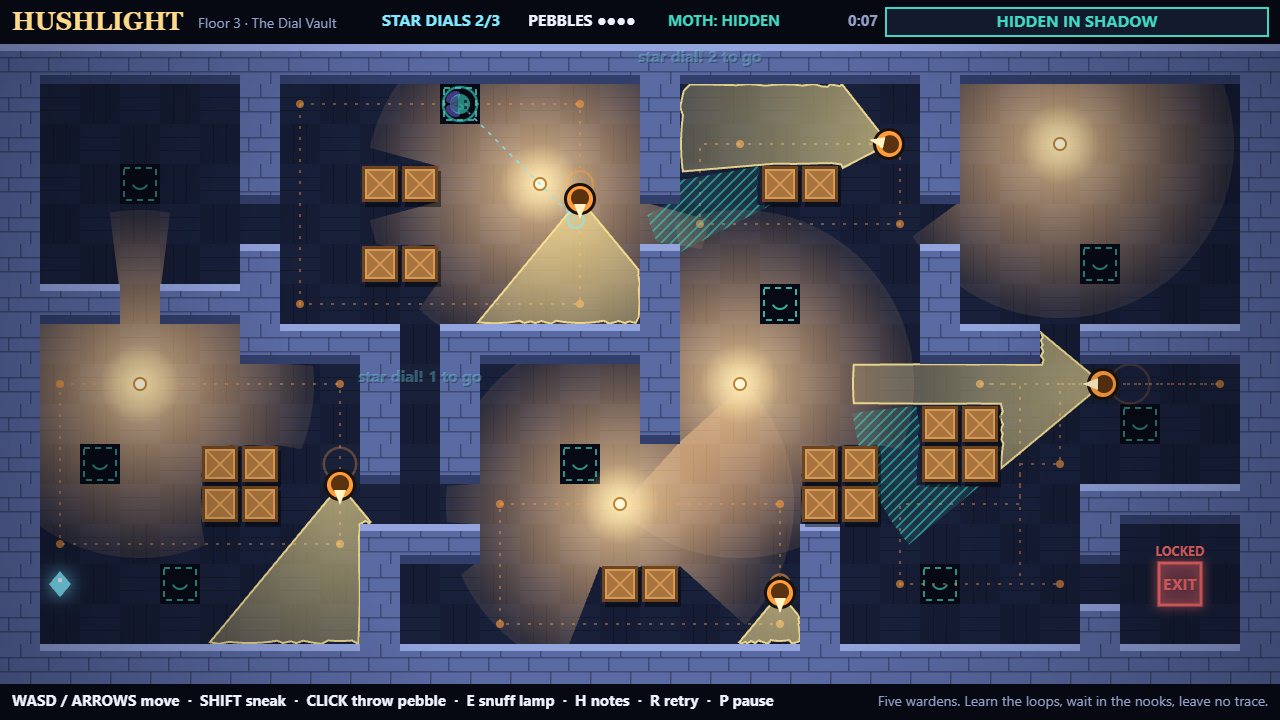 HUSHLIGHT Floor 3 · The Dial Vault STAR DIALS 2/3 PEBBLES MOTH: HIDDEN 0:07 HIDDEN IN SHADOW
star dial! 2 to go
star dial! 1 to go
LOCKED
EXIT
WASD / ARROWS move · SHIFT sneak · CLICK throw pebble · E snuff lamp · H notes · R retry · P pause Five wardens. Learn the loops, wait in the nooks, leave no trace.